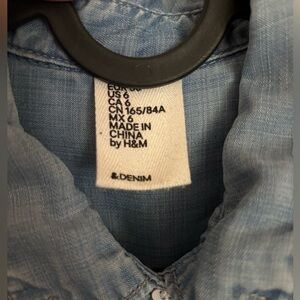 US 6
CA 6
CN 165/84A
MX 6
MADE IN
CHINA
by H&M
&DENIM